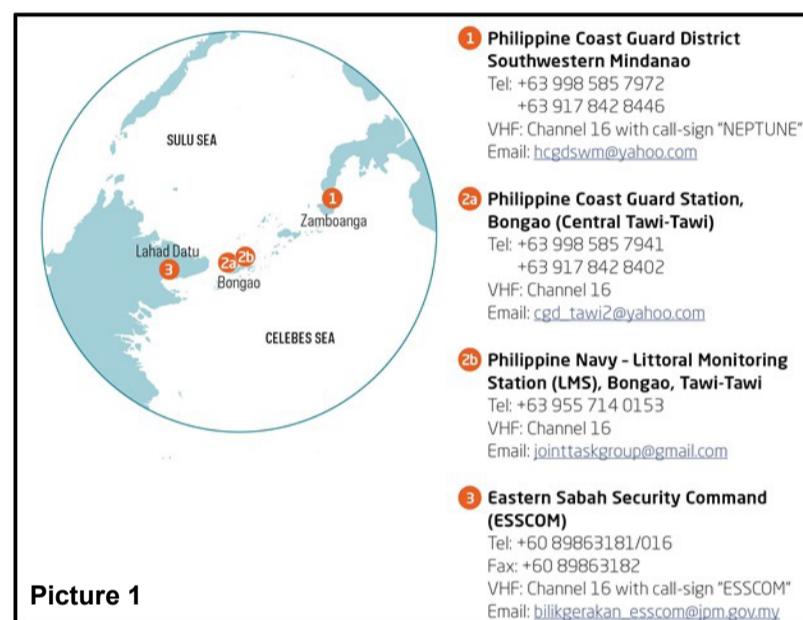 SULU SEA
1
Zamboanga
Lahad Datu
3
2a
2b
Bongao
CELEBES SEA
Picture 1
1 Philippine Coast Guard District
Southwestern Mindanao
Tel: +63 998 585 7972
+63 917 842 8446
VHF: Channel 16 with call-sign "NEPTUNE"
Email: hcgdswm@yahoo.com
2a Philippine Coast Guard Station,
Bongao (Central Tawi-Tawi)
Tel: +63 998 585 7941
+63 917 842 8402
VHF: Channel 16
Email: cgd_tawi2@yahoo.com
2b Philippine Navy - Littoral Monitoring
Station (LMS), Bongao, Tawi-Tawi
Tel: +63 955 714 0153
VHF: Channel 16
Email: jointtaskgroup@gmail.com
3 Eastern Sabah Security Command
(ESSCOM)
Tel: +60 89863181/016
Fax: +60 89863182
VHF: Channel 16 with call-sign "ESSCOM"
Email: bilikgerakan_esscom@jpm.gov.my